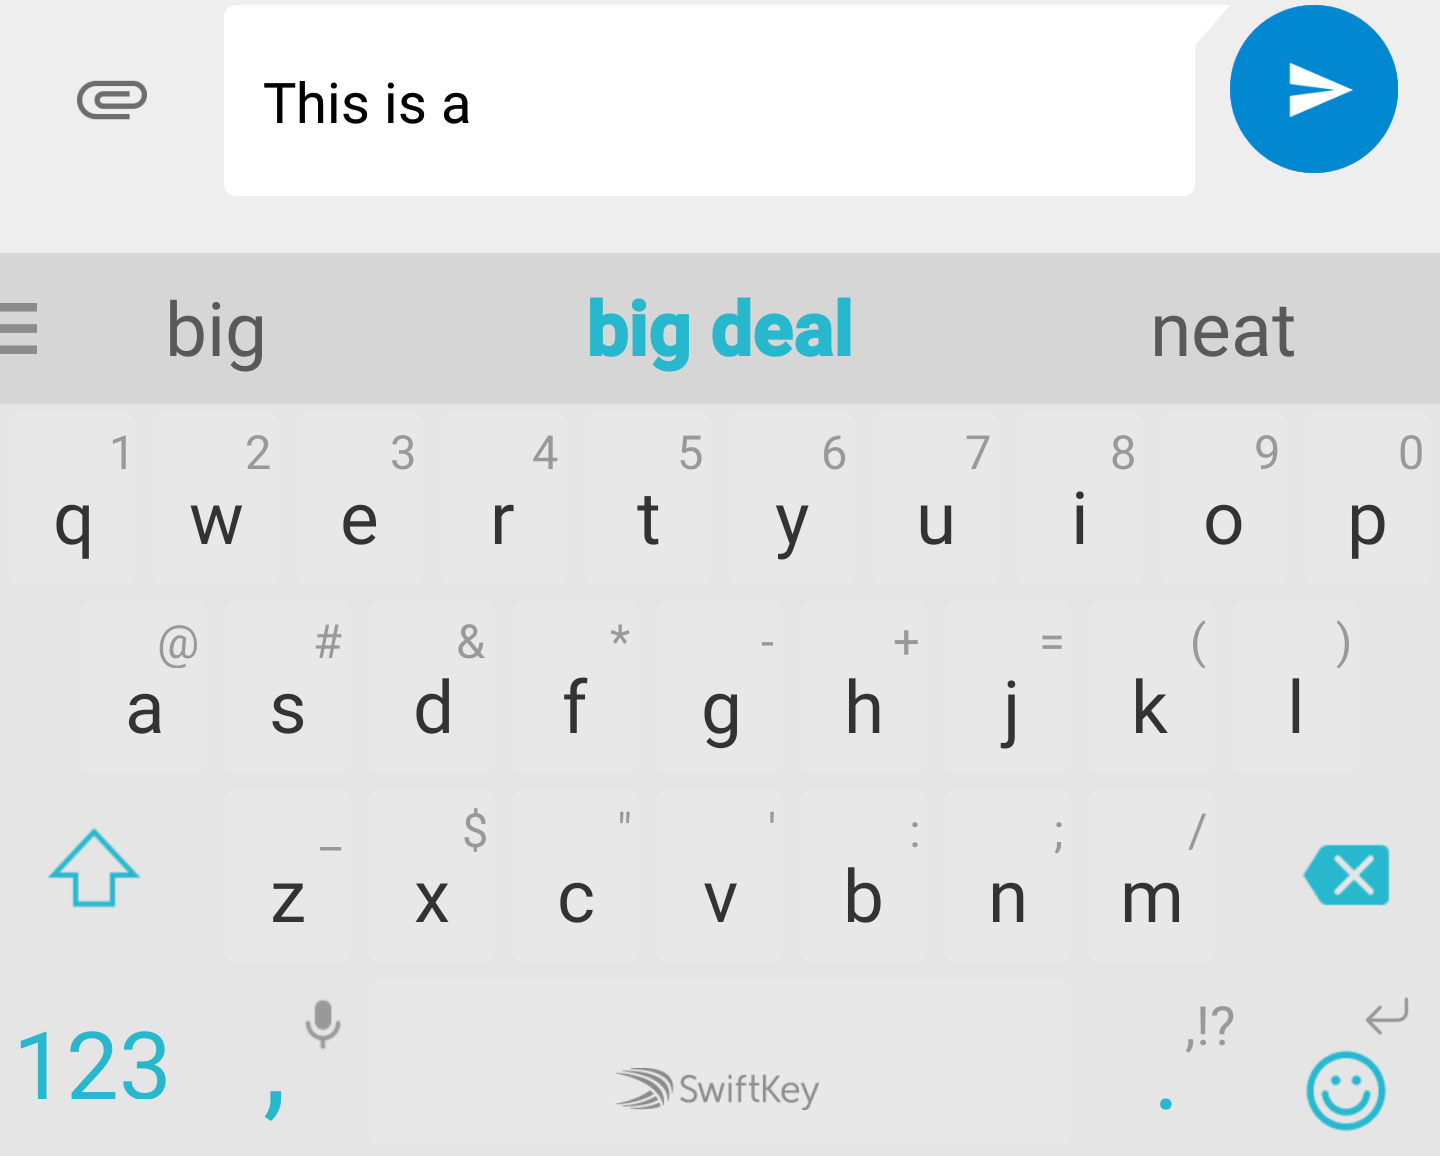 This is a
big big deal neat
1 2 3 4 5 6 7 8 9 0
q w e r t y u i o p
@ # & * - + = ( )
a s d f g h j k l
_ $ " ' : ; /
z x c v b n m
,!?
123 , SwiftKey .